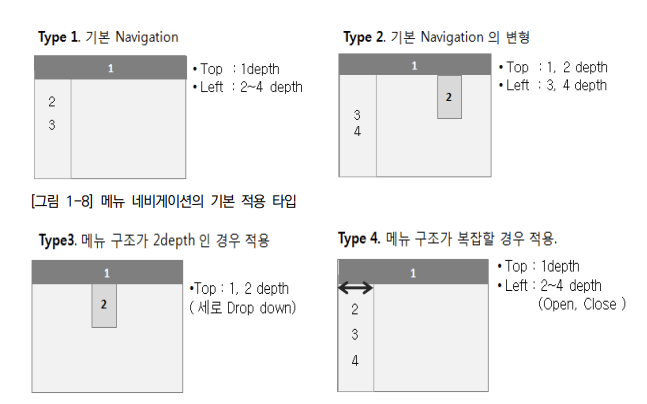 Type 1. 기본 Navigation
1
2
3
• Top : 1depth
• Left : 2~4 depth
Type 2. 기본 Navigation 의 변형
1
2
3
4
• Top : 1, 2 depth
• Left : 3, 4 depth
[그림 1-8] 메뉴 네비게이션의 기본 적용 타입
Type3. 메뉴 구조가 2depth 인 경우 적용
1
2
•Top : 1, 2 depth
( 세로 Drop down)
Type 4. 메뉴 구조가 복잡할 경우 적용.
1
2
3
4
• Top : 1depth
• Left : 2~4 depth
(Open, Close )